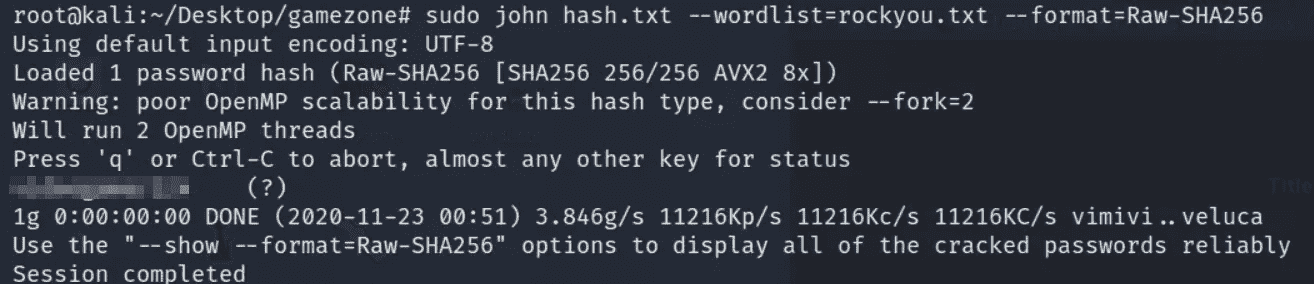 root@kali:~/Desktop/gamezone# sudo john hash.txt --wordlist=rockyou.txt --format=Raw-SHA256
Using default input encoding: UTF-8
Loaded 1 password hash (Raw-SHA256 [SHA256 256/256 AVX2 8x])
Warning: poor OpenMP scalability for this hash type, consider --fork=2
Will run 2 OpenMP threads
Press 'q' or Ctrl-C to abort, almost any other key for status
(?)
1g 0:00:00:00 DONE (2020-11-23 00:51) 3.846g/s 11216Kp/s 11216Kc/s 11216KC/s vimivi..veluca
Use the "--show --format=Raw-SHA256" options to display all of the cracked passwords reliably
Session completed
Title